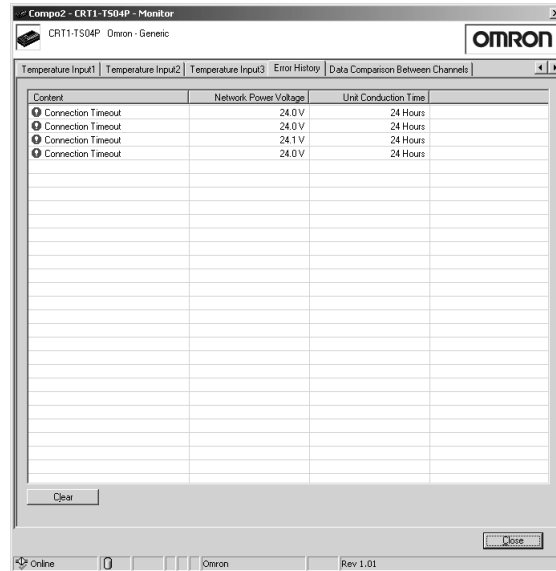 Compo2 - CRT1-TS04P - Monitor
CRT1-TS04P Omron - Generic
OMRON
Temperature Input1 Temperature Input2 Temperature Input3 Error History Data Comparison Between Channels
Content Network Power Voltage Unit Conduction Time
Connection Timeout 24.0 V 24 Hours
Connection Timeout 24.0 V 24 Hours
Connection Timeout 24.1 V 24 Hours
Connection Timeout 24.0 V 24 Hours
Clear
Close
Online Omron Rev 1.01